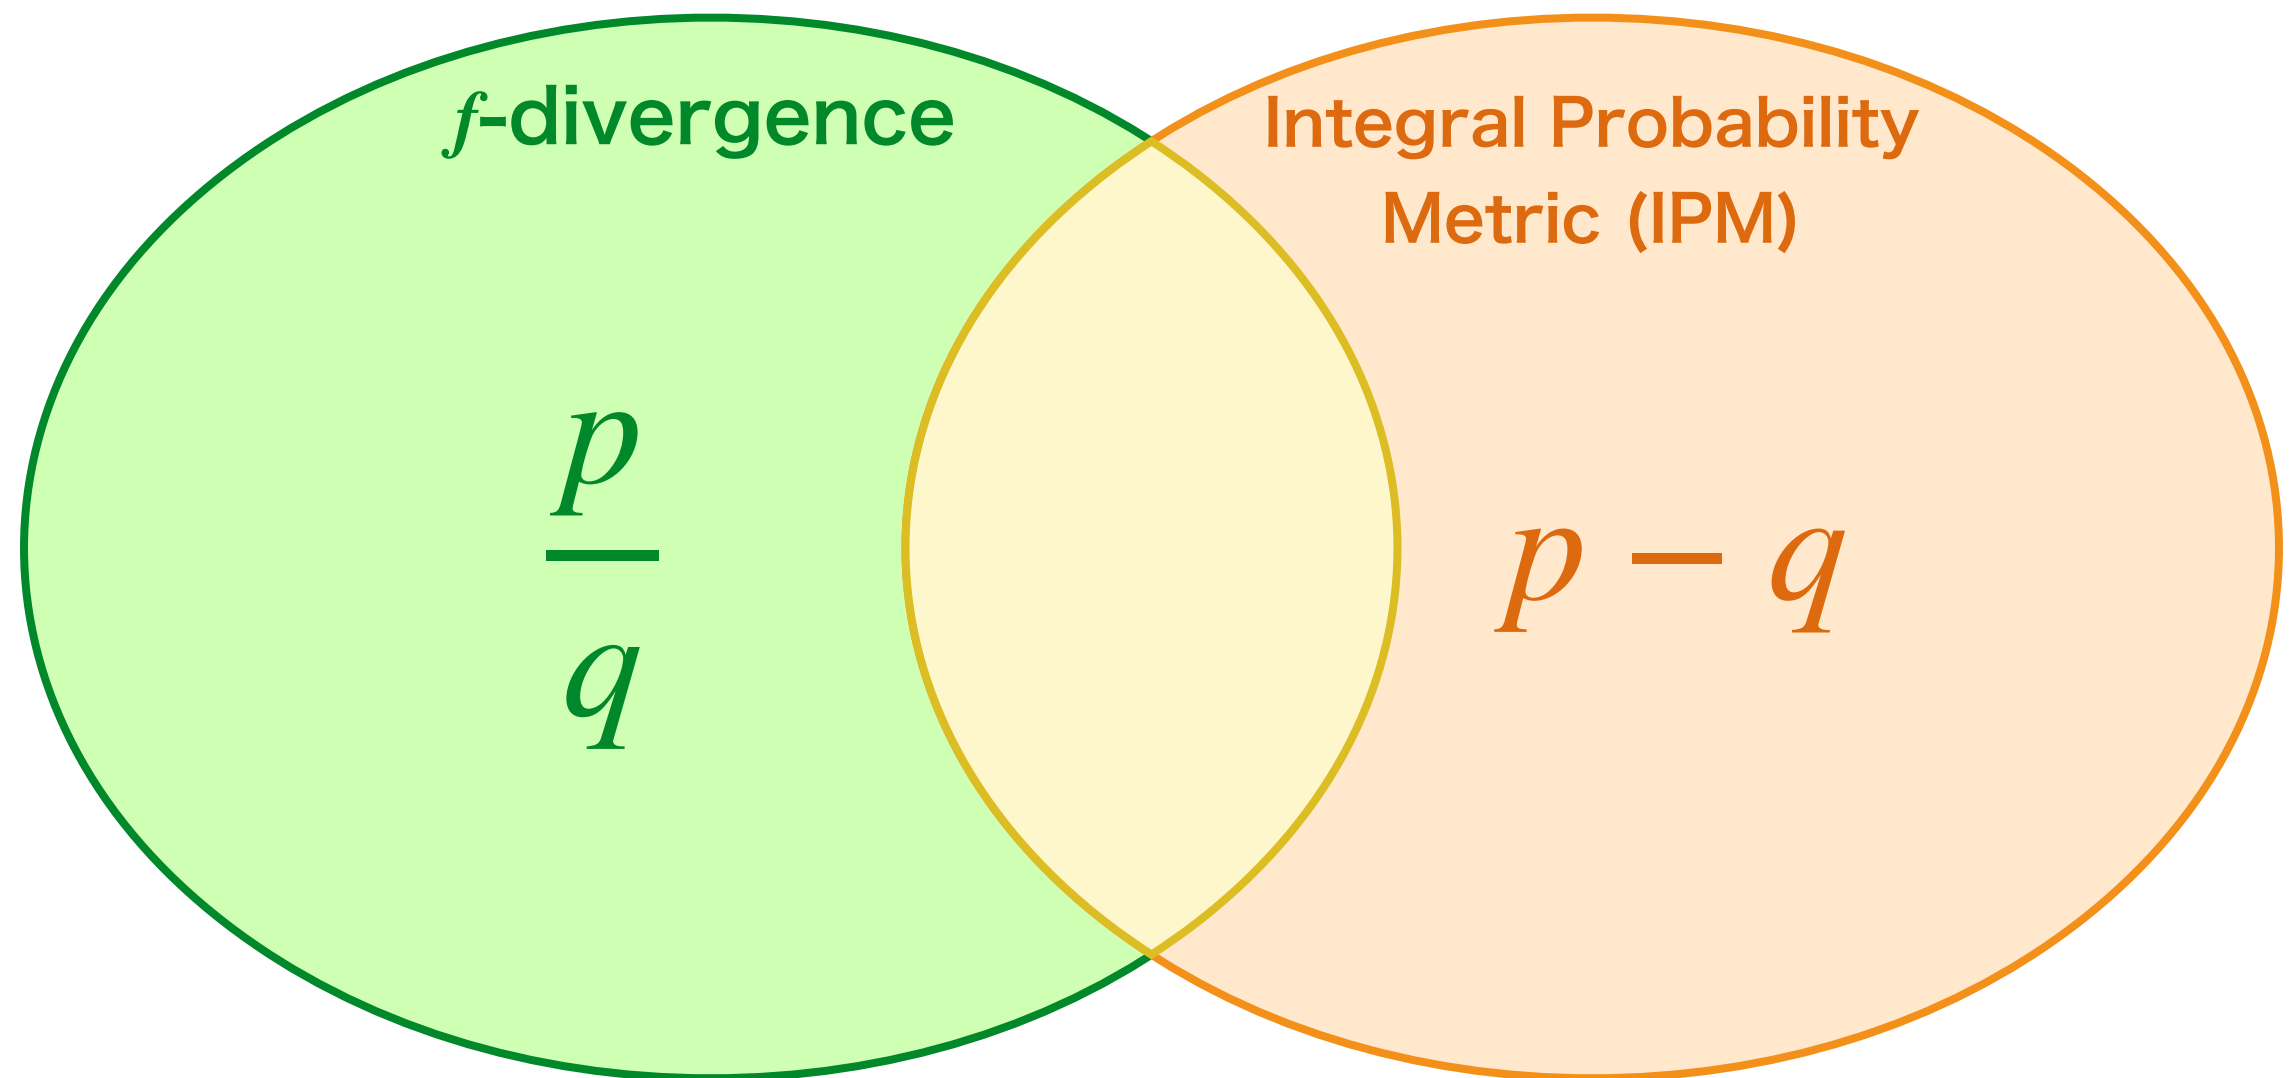 f-divergence
Integral Probability
Metric (IPM)
p
q
p − q